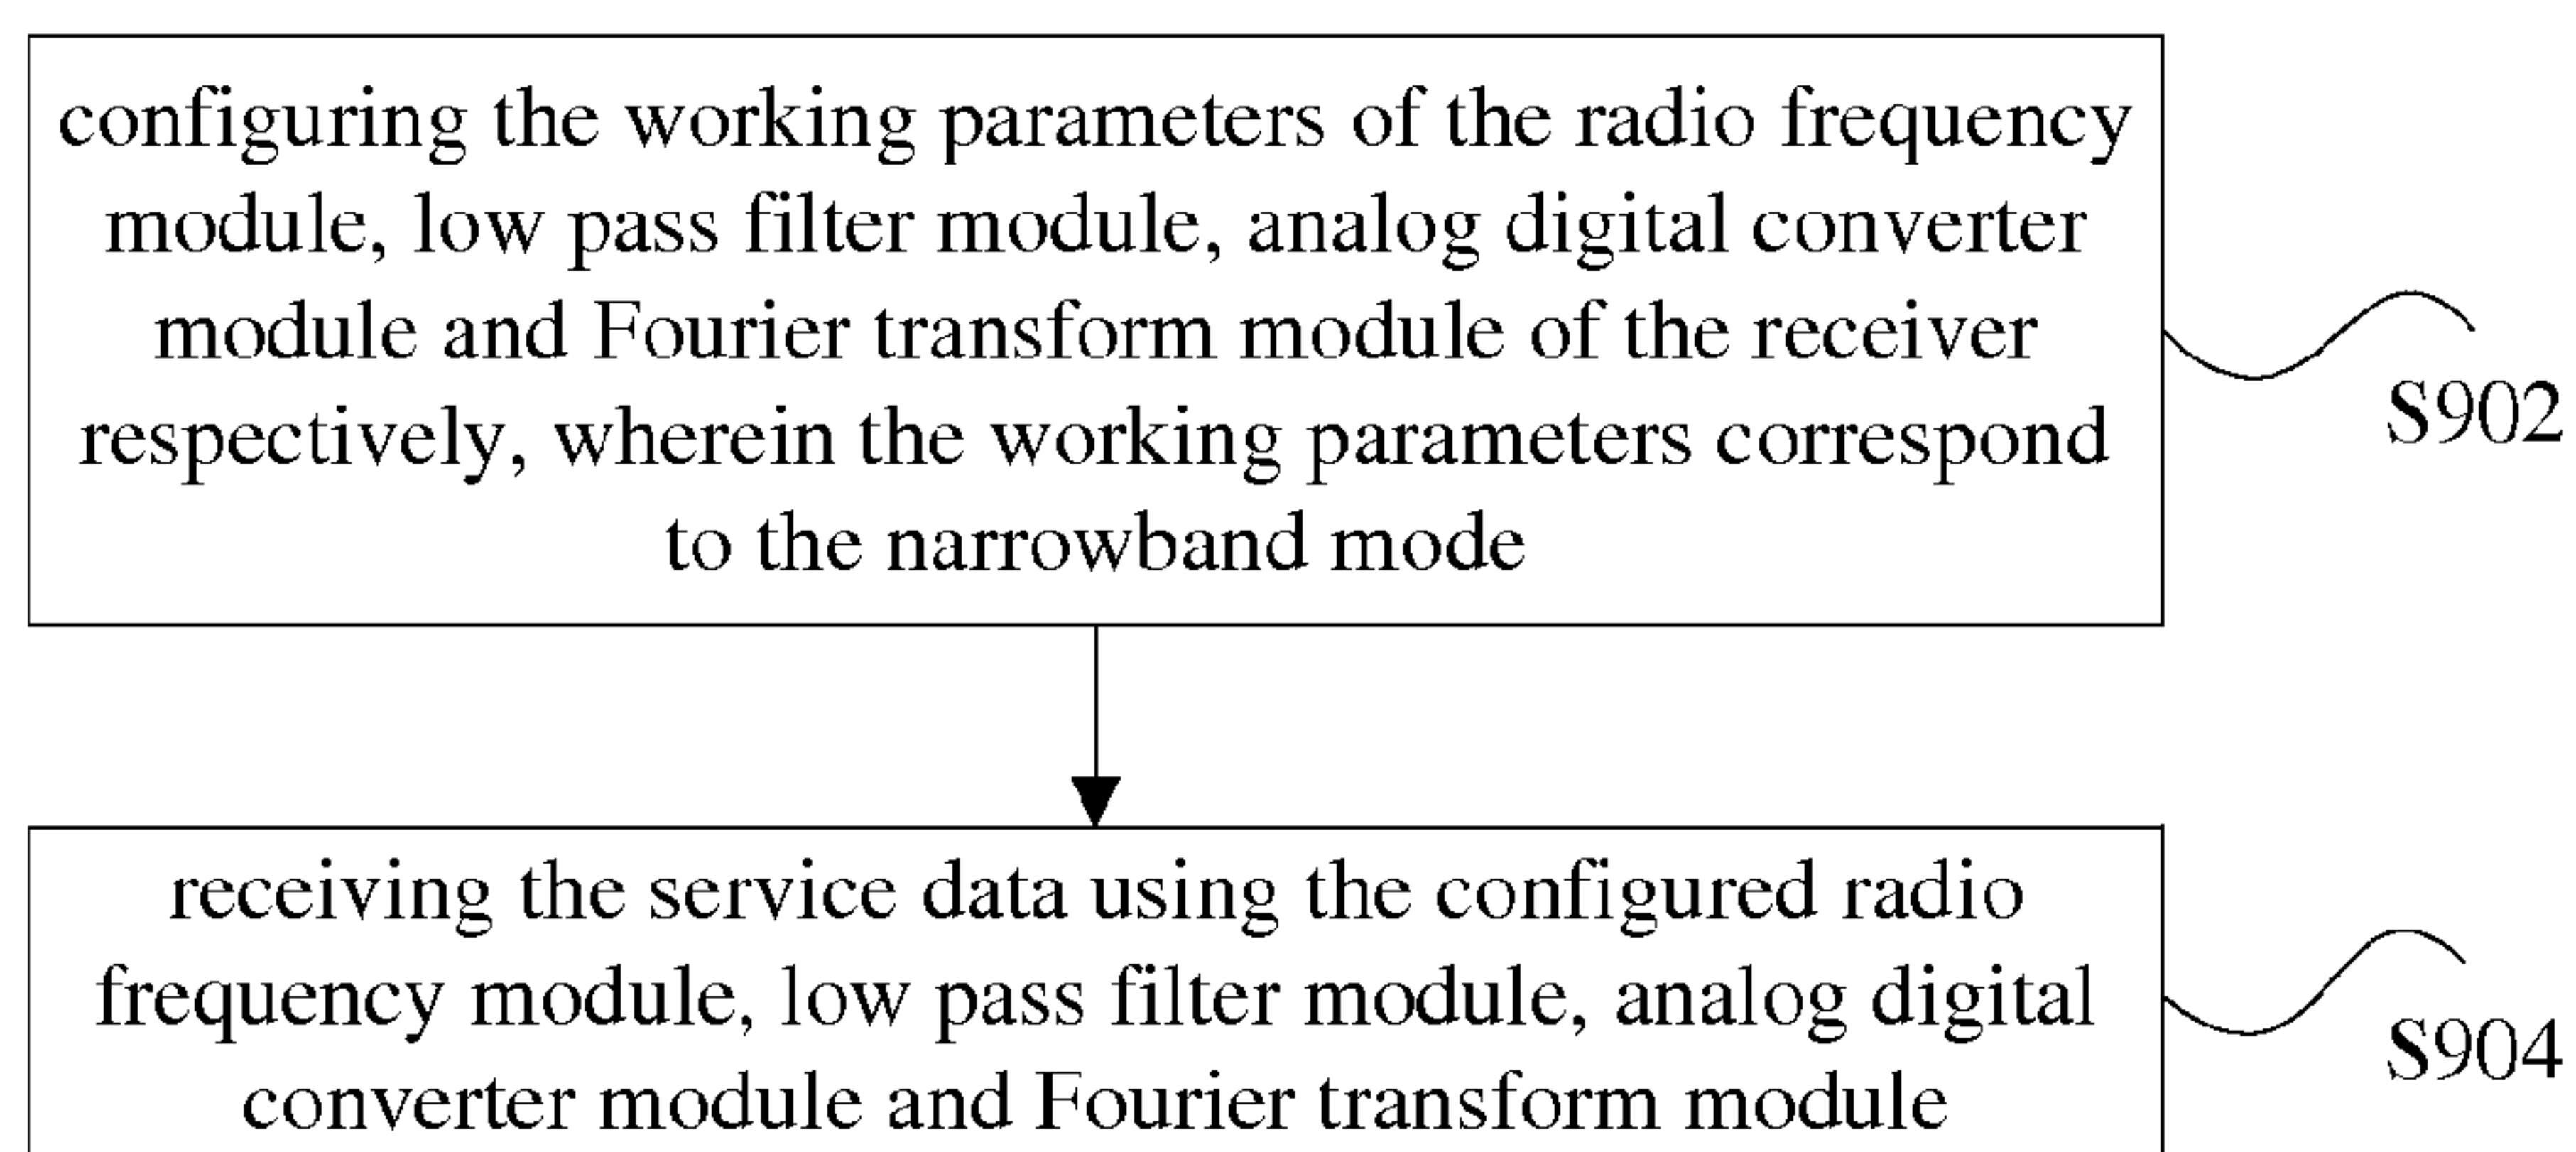 configuring the working parameters of the radio frequency
module, low pass filter module, analog digital converter
module and Fourier transform module of the receiver
respectively, wherein the working parameters correspond
to the narrowband mode
S902
receiving the service data using the configured radio
frequency module, low pass filter module, analog digital
converter module and Fourier transform module
S904